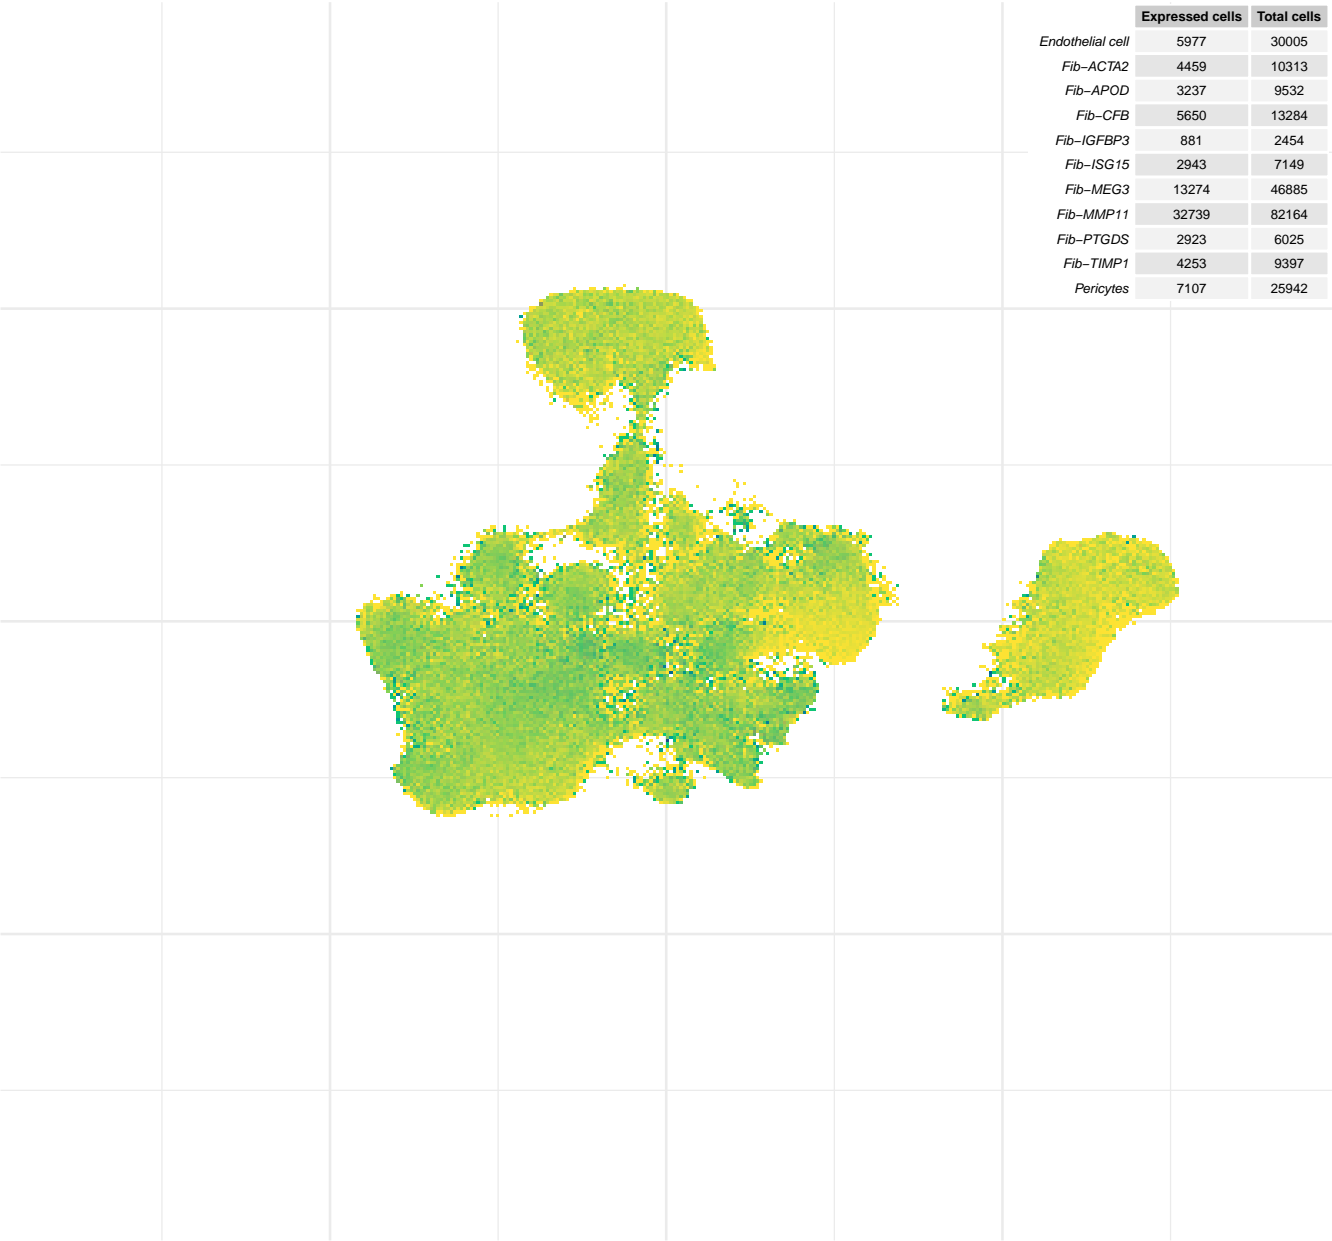 Expressed cells Total cells
Endothelial cell 5977 30005
Fib−ACTA2 4459 10313
Fib−APOD 3237 9532
Fib−CFB 5650 13284
Fib−IGFBP3 881 2454
Fib−ISG15 2943 7149
Fib−MEG3 13274 46885
Fib−MMP11 32739 82164
Fib−PTGDS 2923 6025
Fib−TIMP1 4253 9397
Pericytes 7107 25942